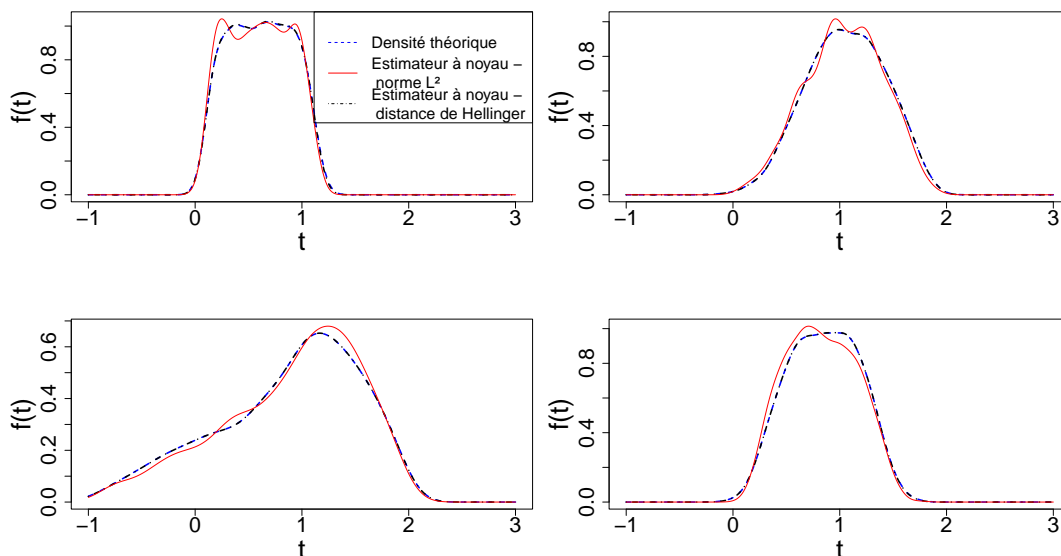 f(t)
0.0 0.4 0.8
Densité théorique
Estimateur à noyau −
norme L²
Estimateur à noyau −
distance de Hellinger
−1 0 1 2 3
t
f(t)
0.0 0.4 0.8
−1 0 1 2 3
t
f(t)
0.0 0.2 0.4 0.6
−1 0 1 2 3
t
f(t)
0.0 0.4 0.8
−1 0 1 2 3
t